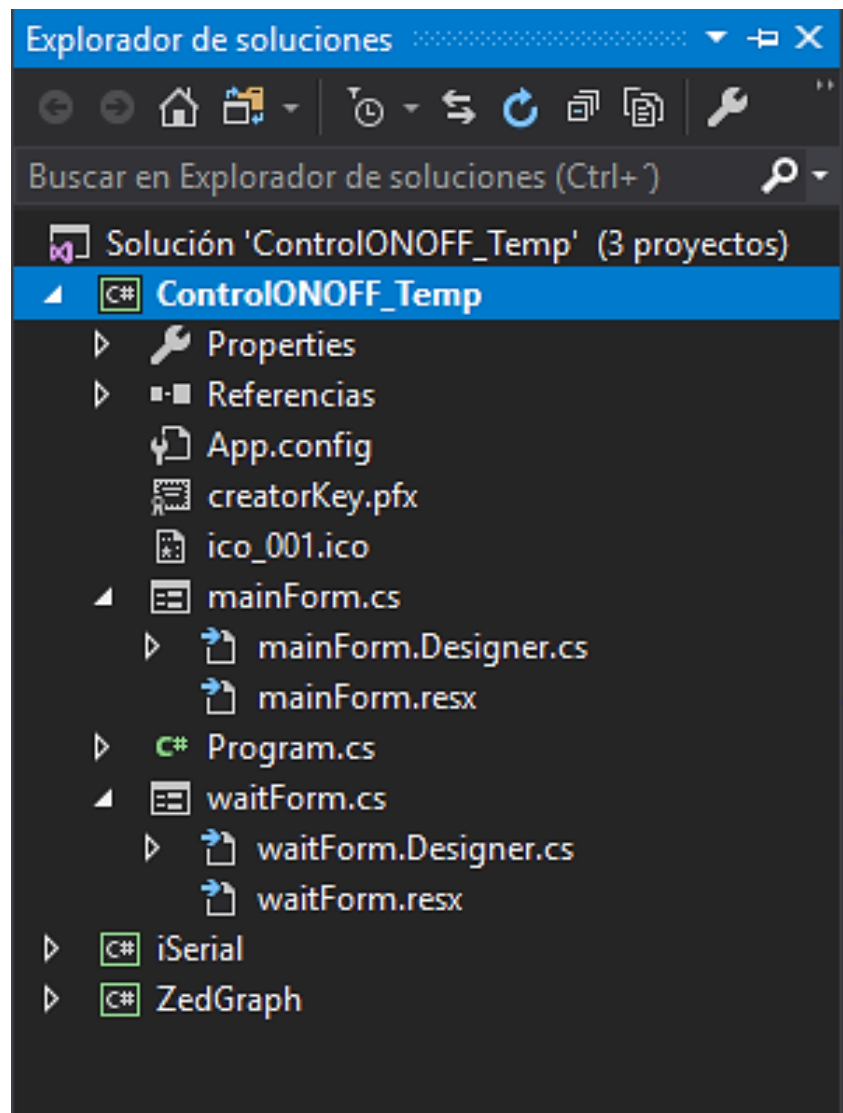 Explorador de soluciones
Buscar en Explorador de soluciones (Ctrl+´)
Solución 'ControlONOFF_Temp' (3 proyectos)
C# ControlONOFF_Temp
Properties
Referencias
App.config
creatorKey.pfx
ico_001.ico
mainForm.cs
mainForm.Designer.cs
mainForm.resx
C# Program.cs
waitForm.cs
waitForm.Designer.cs
waitForm.resx
C# iSerial
C# ZedGraph